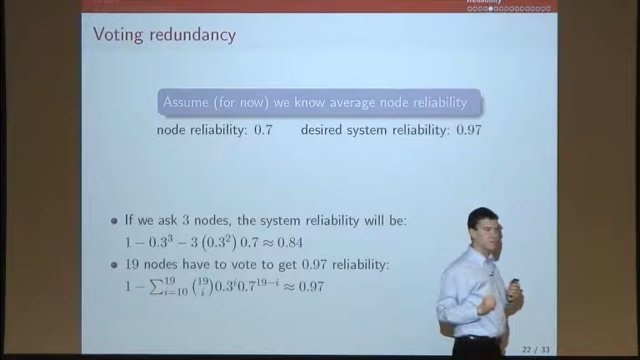 Reliability
Voting redundancy
Assume (for now) we know average node reliability
node reliability: 0.7 desired system reliability: 0.97
• If we ask 3 nodes, the system reliability will be:
1 − 0.3³ − 3 (0.3²) 0.7 ≈ 0.84
• 19 nodes have to vote to get 0.97 reliability:
1 − ∑¹⁹ᵢ₌₁₀ (19 i) 0.3ⁱ0.7¹⁹⁻ⁱ ≈ 0.97
22 / 33